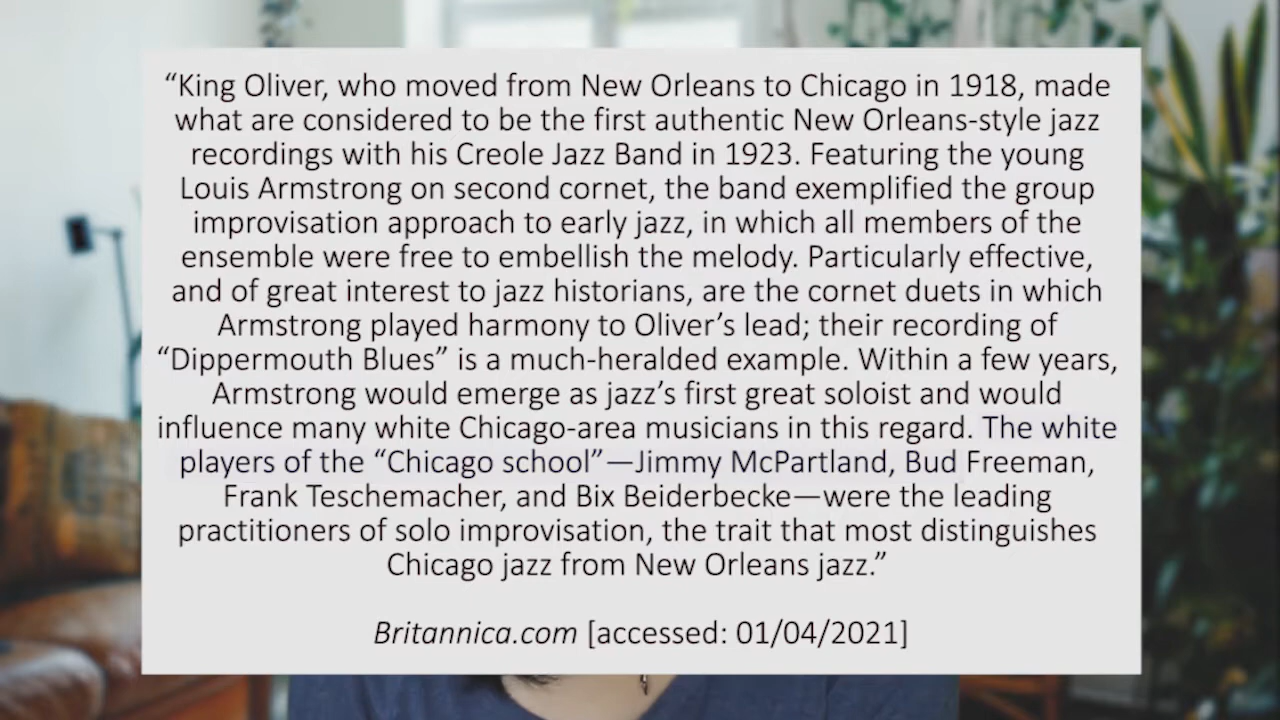 “King Oliver, who moved from New Orleans to Chicago in 1918, made
what are considered to be the first authentic New Orleans-style jazz
recordings with his Creole Jazz Band in 1923. Featuring the young
Louis Armstrong on second cornet, the band exemplified the group
improvisation approach to early jazz, in which all members of the
ensemble were free to embellish the melody. Particularly effective,
and of great interest to jazz historians, are the cornet duets in which
Armstrong played harmony to Oliver’s lead; their recording of
“Dippermouth Blues” is a much-heralded example. Within a few years,
Armstrong would emerge as jazz’s first great soloist and would
influence many white Chicago-area musicians in this regard. The white
players of the “Chicago school”—Jimmy McPartland, Bud Freeman,
Frank Teschemacher, and Bix Beiderbecke—were the leading
practitioners of solo improvisation, the trait that most distinguishes
Chicago jazz from New Orleans jazz.”
Britannica.com [accessed: 01/04/2021]